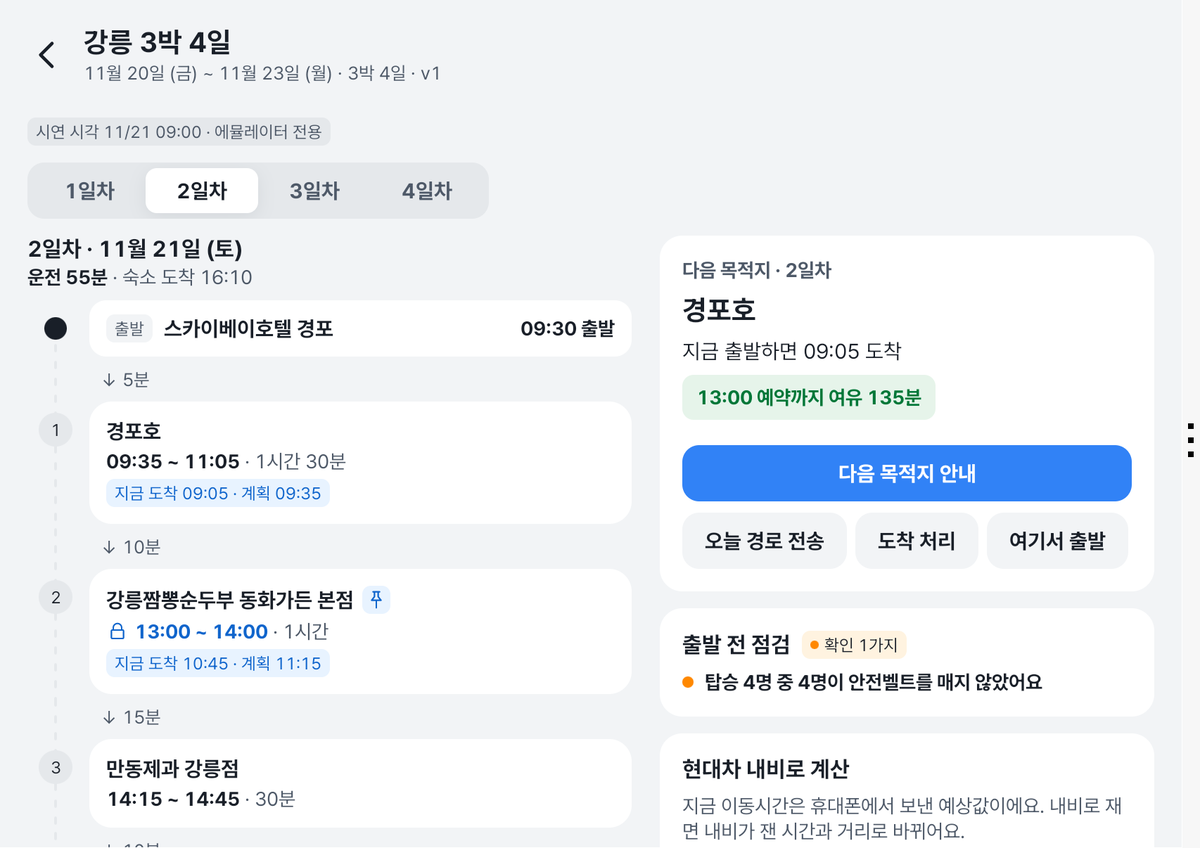 강릉 3박 4일
11월 20일 (금) ~ 11월 23일 (월) · 3박 4일 · v1
시연 시각 11/21 09:00 · 에뮬레이터 전용
1일차 2일차 3일차 4일차
2일차 · 11월 21일 (토)
운전 55분 · 숙소 도착 16:10
출발 스카이베이호텔 경포 09:30 출발
↓ 5분
1 경포호
09:35 ~ 11:05 · 1시간 30분
지금 도착 09:05 · 계획 09:35
↓ 10분
2 강릉짬뽕순두부 동화가든 본점
13:00 ~ 14:00 · 1시간
지금 도착 10:45 · 계획 11:15
↓ 15분
3 만동제과 강릉점
14:15 ~ 14:45 · 30분
다음 목적지 · 2일차
경포호
지금 출발하면 09:05 도착
13:00 예약까지 여유 135분
다음 목적지 안내
오늘 경로 전송 도착 처리 여기서 출발
출발 전 점검 확인 1가지
탑승 4명 중 4명이 안전벨트를 매지 않았어요
현대차 내비로 계산
지금 이동시간은 휴대폰에서 보낸 예상값이에요. 내비로 재
면 내비가 잰 시간과 거리로 바뀌어요.